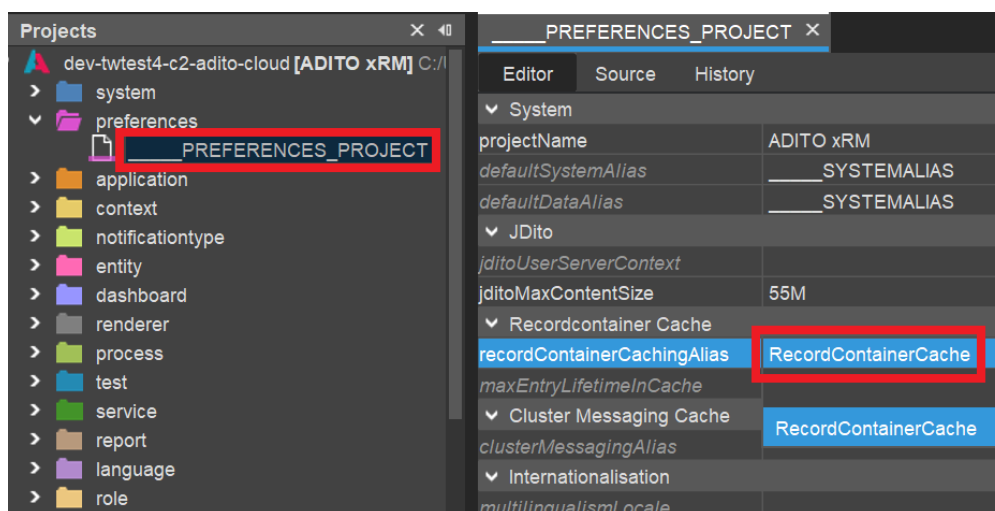 Projects
dev-twtest4-c2-adito-cloud [ADITO xRM] C:/
system
preferences
_____PREFERENCES_PROJECT
application
context
notificationtype
entity
dashboard
renderer
process
test
service
report
language
role
_____PREFERENCES_PROJECT
Editor Source History
System
projectName ADITO xRM
defaultSystemAlias _____SYSTEMALIAS
defaultDataAlias _____SYSTEMALIAS
JDito
jditoUserServerContext
jditoMaxContentSize 55M
Recordcontainer Cache
recordContainerCachingAlias RecordContainerCache
maxEntryLifetimeInCache
Cluster Messaging Cache
RecordContainerCache
clusterMessagingAlias
Internationalisation
multilingualismLocale